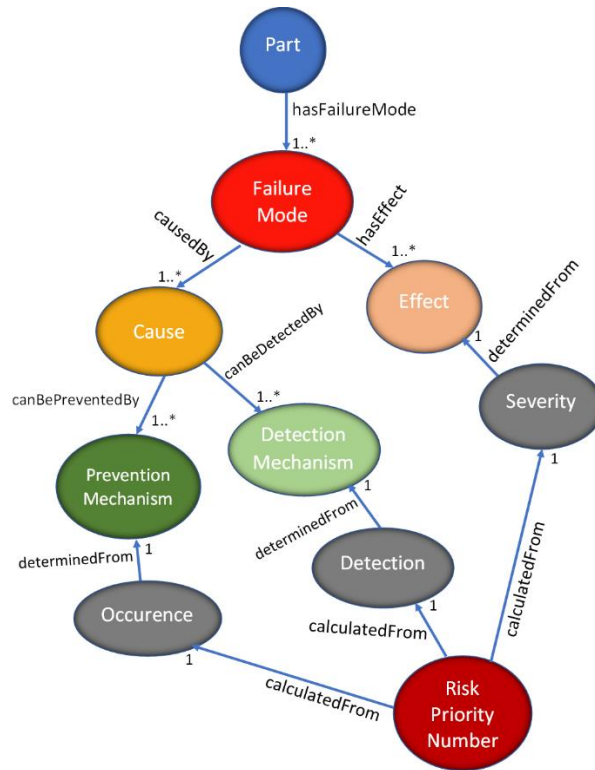 Part
hasFailureMode
1..*
Failure
Mode
causedBy
hasEffect
1..*
1..*
Effect
Cause
1
determinedFrom
canBeDetectedBy
canBePreventedBy
1..*
1..*
Severity
1
Detection
Mechanism
Prevention
Mechanism
1
1
determinedFrom
determinedFrom
Detection
1
calculatedFrom
calculatedFrom
Occurence
1
calculatedFrom
Risk
Priority
Number